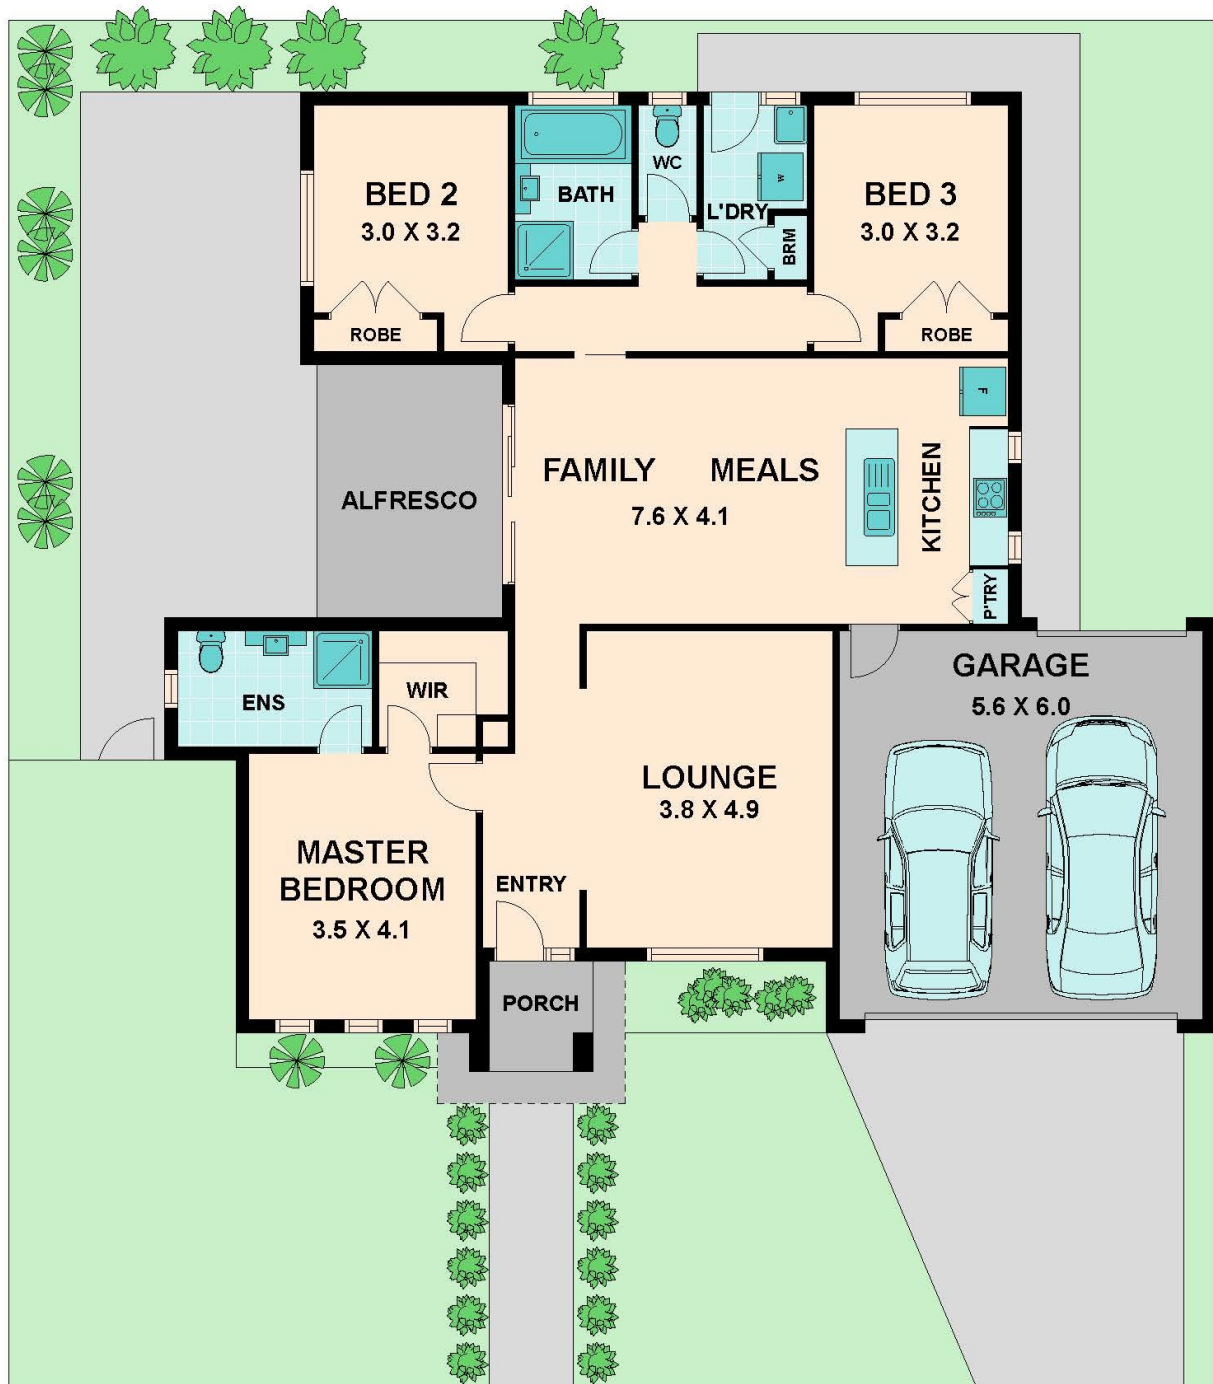 BED 2
3.0 X 3.2
ROBE
BATH
WC
L'DRY
W
BRM
BED 3
3.0 X 3.2
ROBE
ALFRESCO
FAMILY MEALS
7.6 X 4.1
KITCHEN
F
P'TRY
ENS
WIR
MASTER
BEDROOM
3.5 X 4.1
ENTRY
LOUNGE
3.8 X 4.9
GARAGE
5.6 X 6.0
PORCH